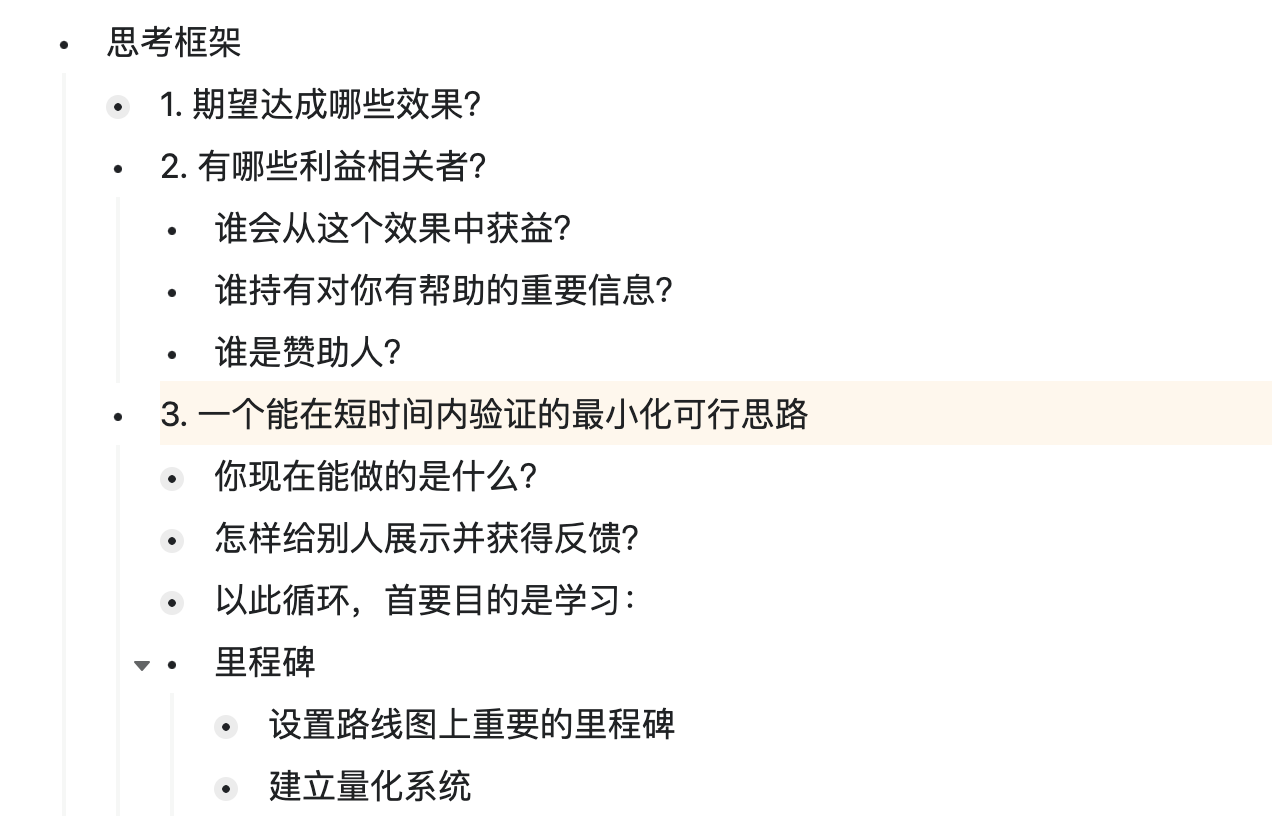 思考框架
1. 期望达成哪些效果?
2. 有哪些利益相关者?
谁会从这个效果中获益?
谁持有对你有帮助的重要信息?
谁是赞助人?
3. 一个能在短时间内验证的最小化可行思路
你现在能做的是什么?
怎样给别人展示并获得反馈?
以此循环，首要目的是学习：
里程碑
设置路线图上重要的里程碑
建立量化系统